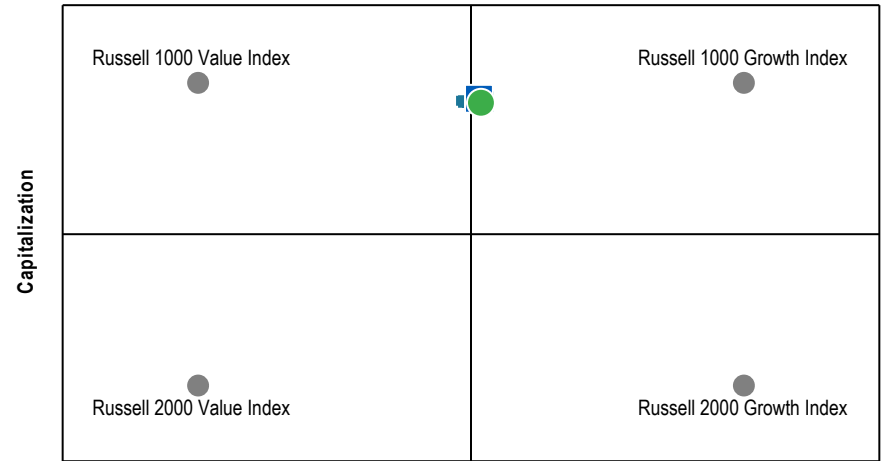 Russell 1000 Value Index
Russell 1000 Growth Index
Capitalization
Russell 2000 Value Index
Russell 2000 Growth Index